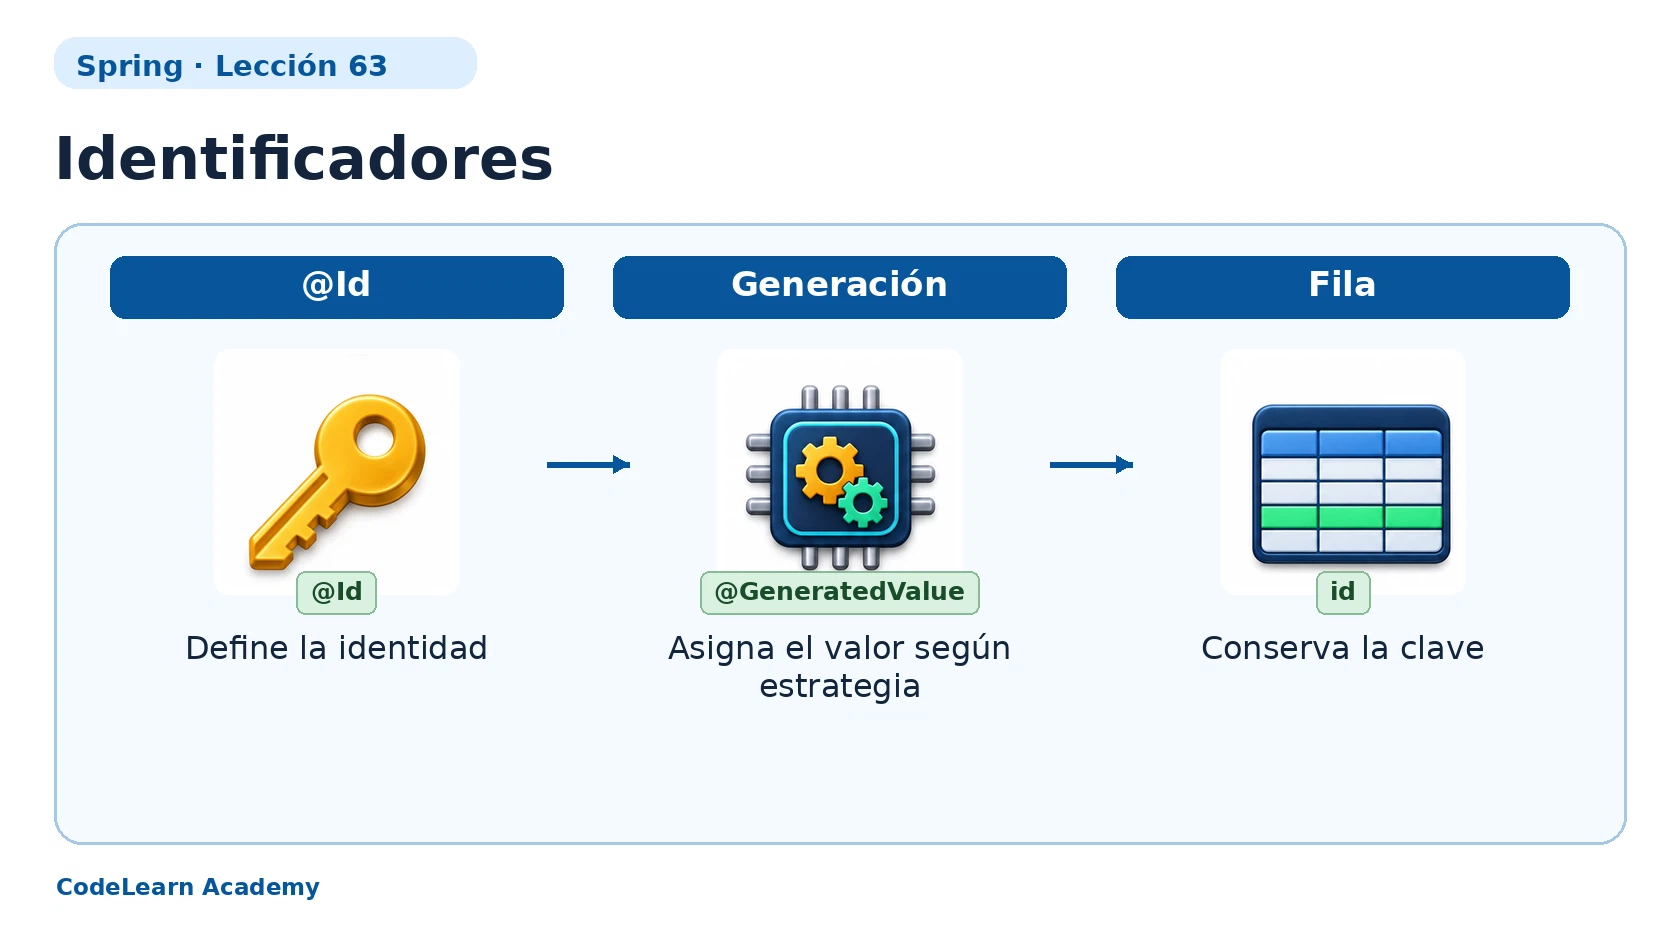 Spring · Lección 63
Identificadores
@Id
Generación
Fila
@Id
@GeneratedValue
id
Define la identidad
Asigna el valor según
estrategia
Conserva la clave
CodeLearn Academy